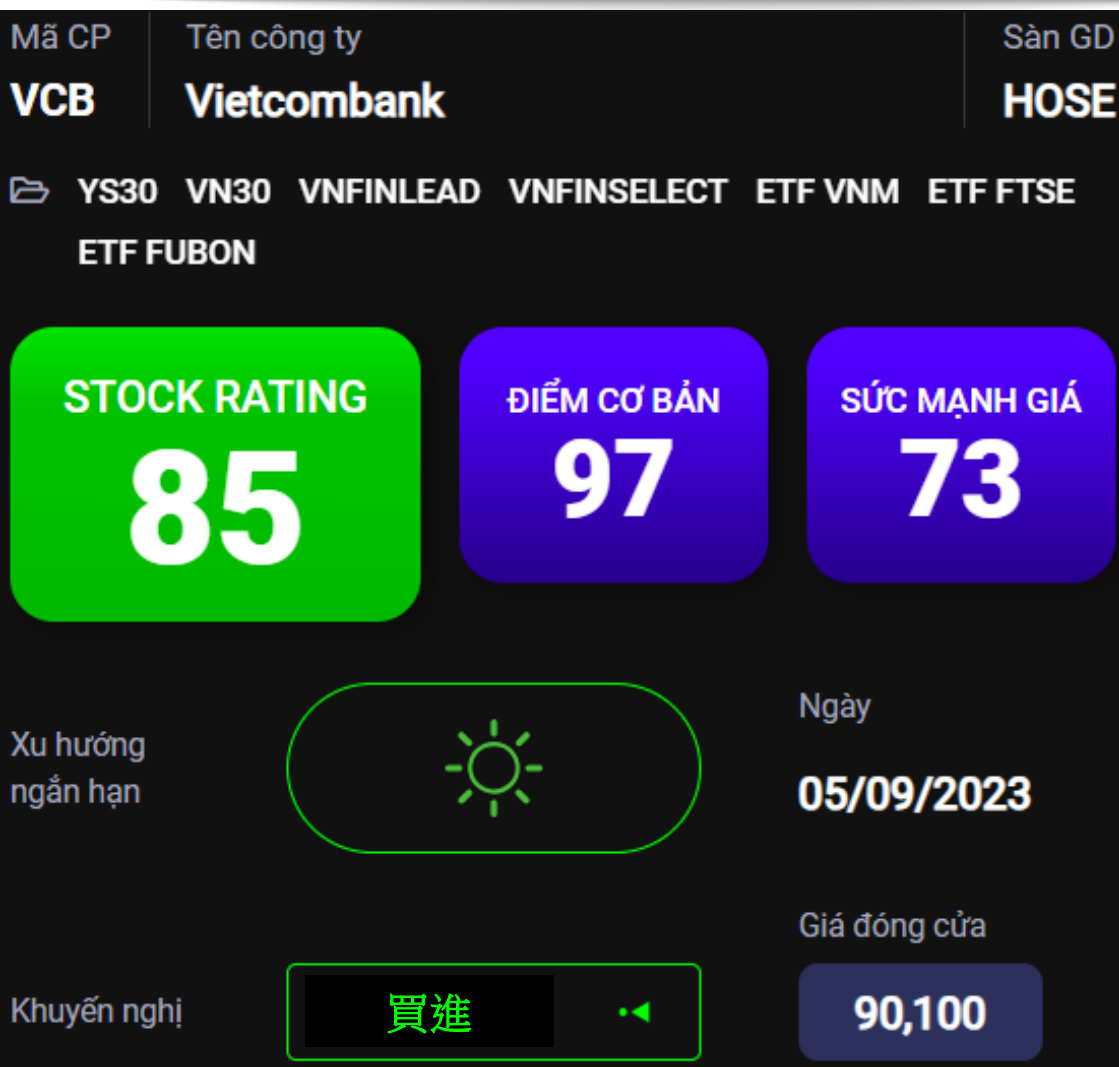 Mã CP Tên công ty Sàn GD
VCB Vietcombank HOSE
YS30 VN30 VNFINLEAD VNFINSELECT ETF VNM ETF FTSE
ETF FUBON
STOCK RATING ĐIỂM CƠ BẢN SỨC MẠNH GIÁ
85 97 73
Xu hướng
ngắn hạn
Ngày
05/09/2023
Giá đóng cửa
Khuyến nghị 買進 90,100